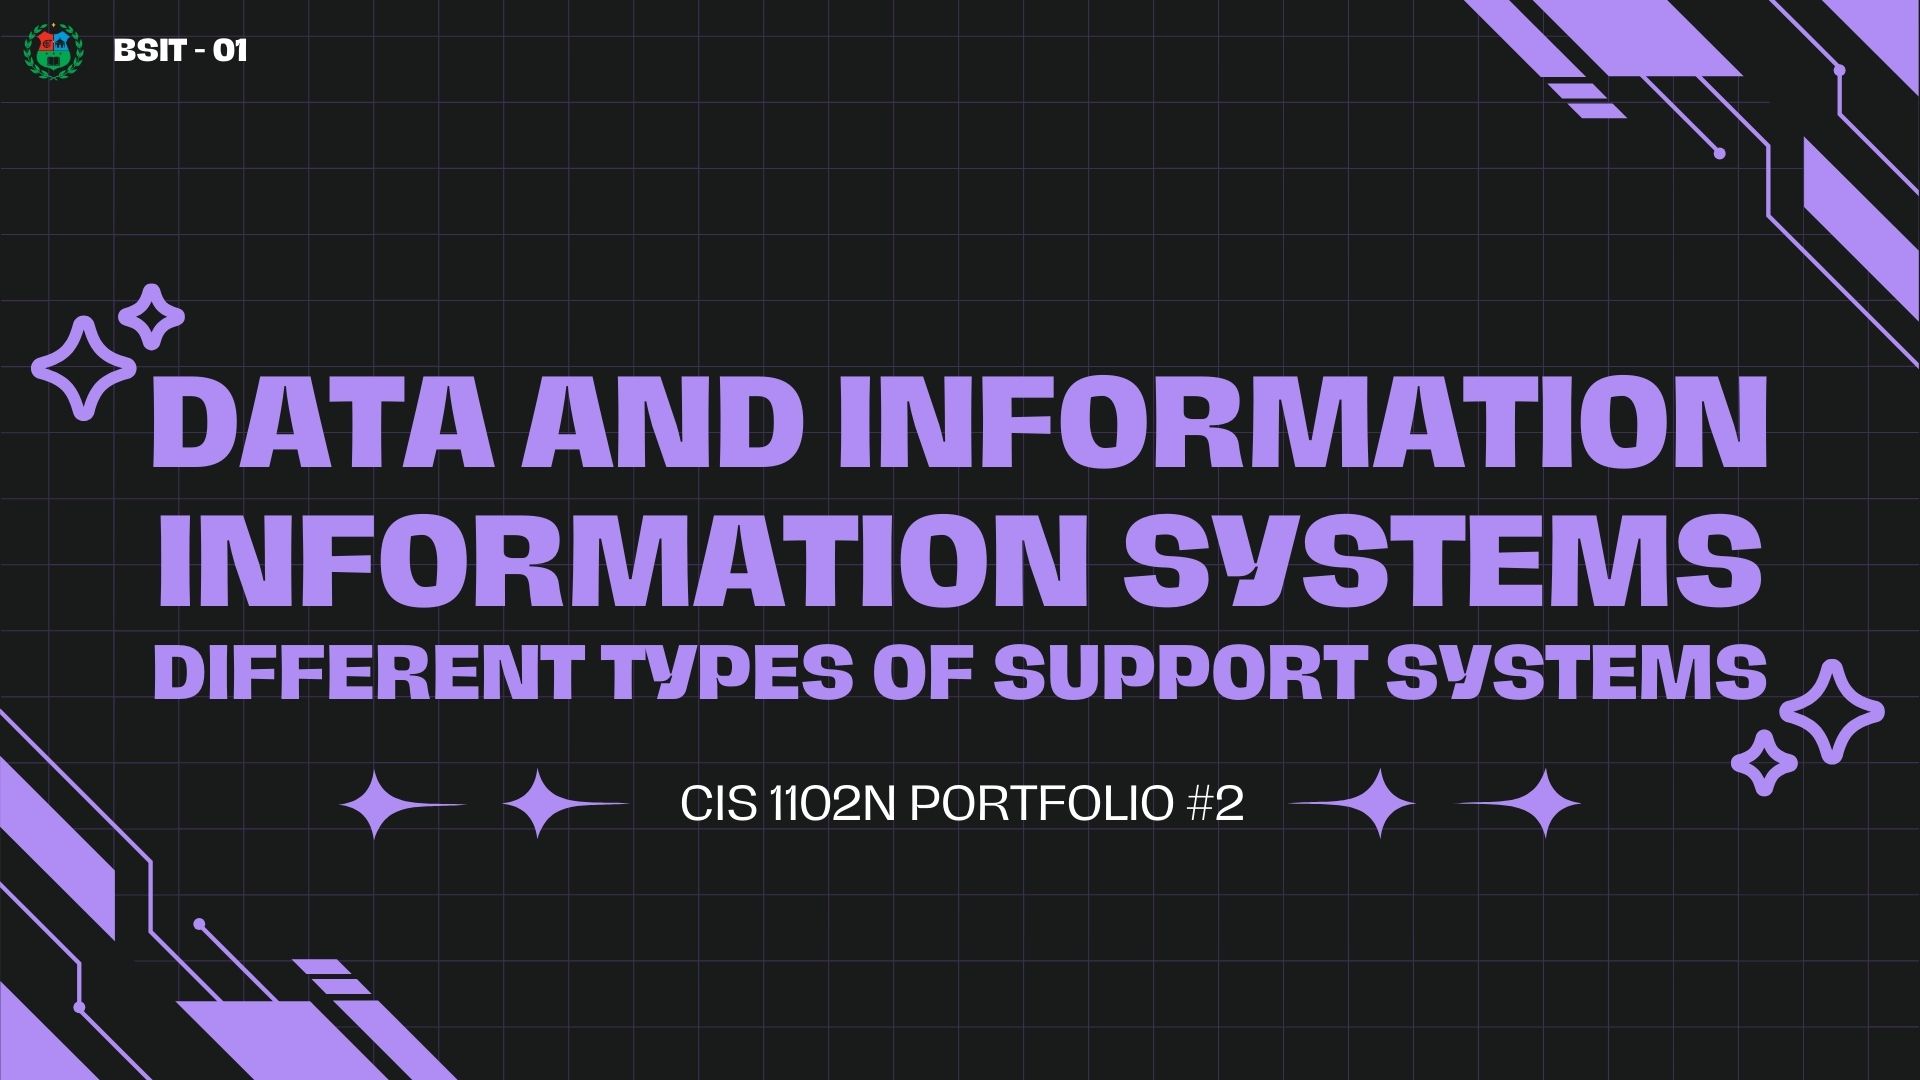 BSIT - 01
DATA AND INFORMATION
INFORMATION SYSTEMS
DIFFERENT TYPES OF SUPPORT SYSTEMS
CIS 1102N PORTFOLIO #2